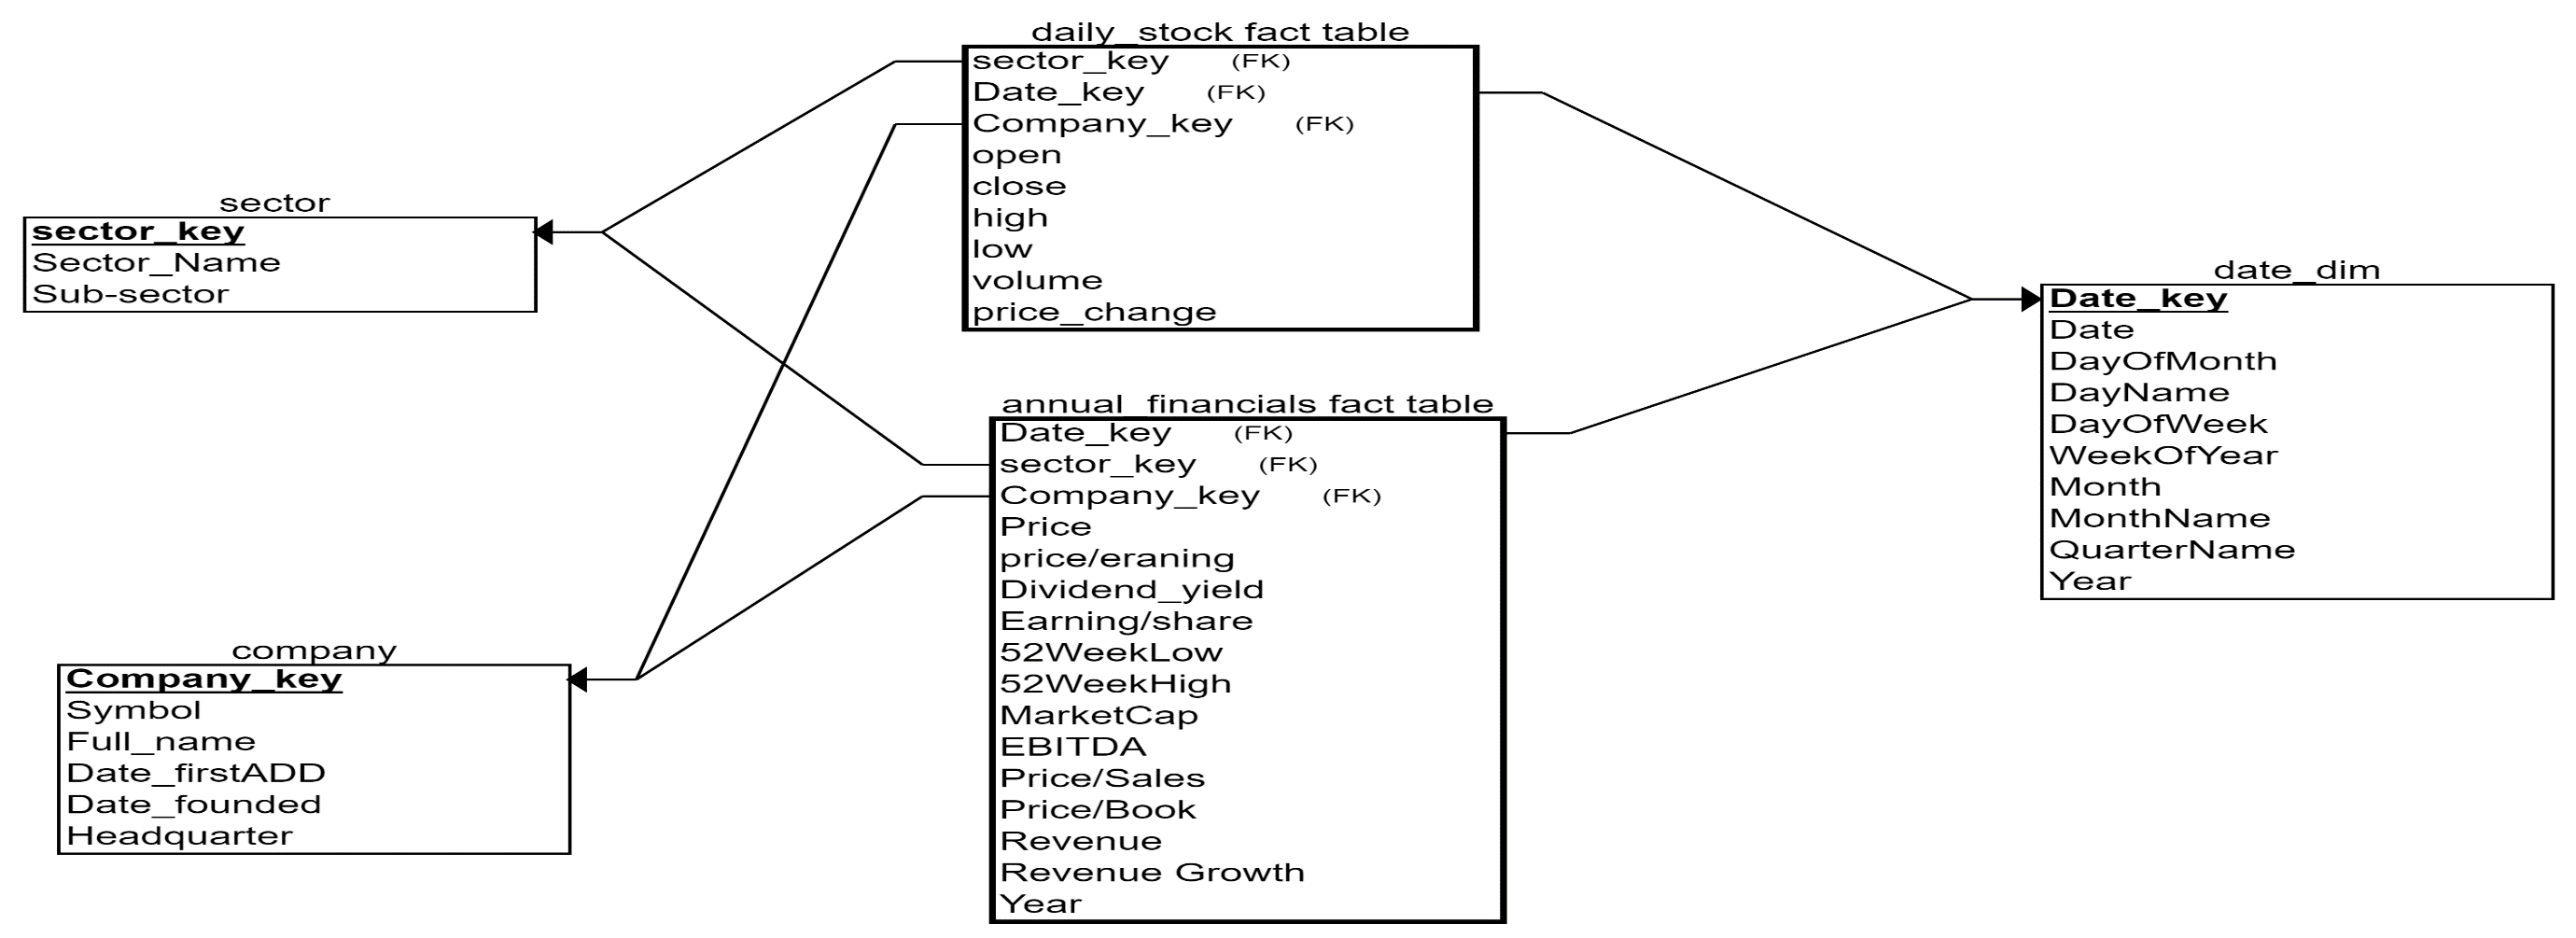 daily_stock fact table
sector_key (FK)
Date_key (FK)
Company_key (FK)
open
close
high
low
volume
price_change
sector
sector_key
Sector_Name
Sub-sector
date_dim
Date_key
Date
DayOfMonth
DayName
DayOfWeek
WeekOfYear
Month
MonthName
QuarterName
Year
annual_financials fact table
Date_key (FK)
sector_key (FK)
Company_key (FK)
Price
price/eraning
Dividend_yield
Earning/share
52WeekLow
52WeekHigh
MarketCap
EBITDA
Price/Sales
Price/Book
Revenue
Revenue Growth
Year
company
Company_key
Symbol
Full_name
Date_firstADD
Date_founded
Headquarter